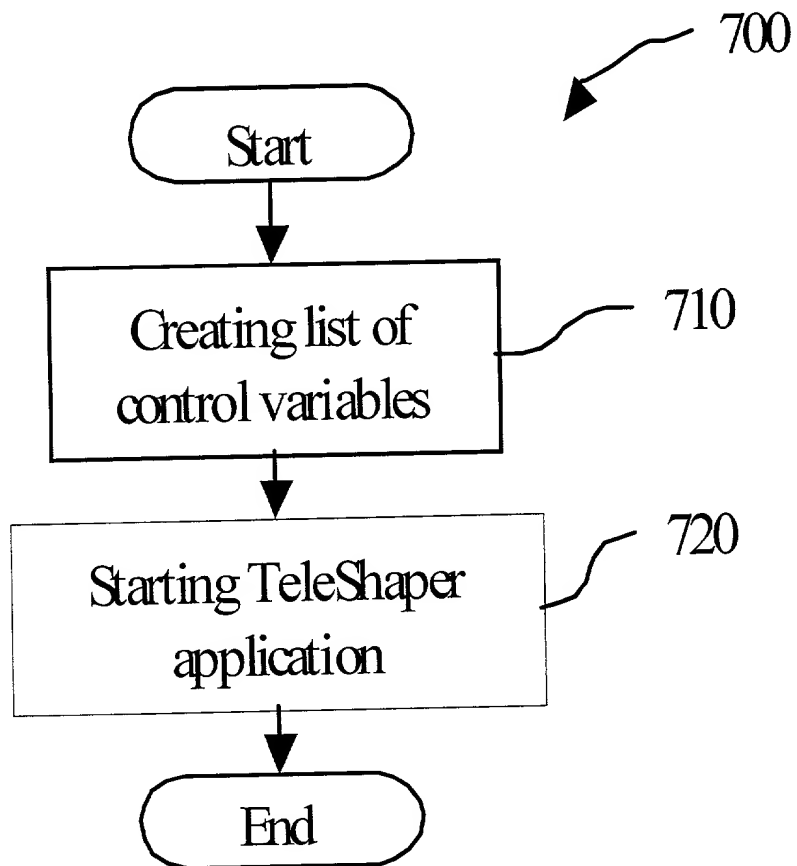 700
Start
Creating list of
control variables
710
Starting TeleShaper
application
720
End